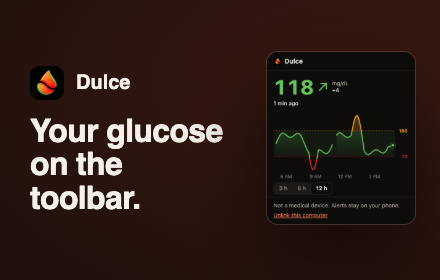 Dulce
Your glucose
on the
toolbar.
Dulce
118 ↗ mg/dL
+4
1 min ago
180
70
6 AM 9 AM 12 PM 3 PM
3 h 6 h 12 h
Not a medical device. Alerts stay on your phone.
Unlink this computer